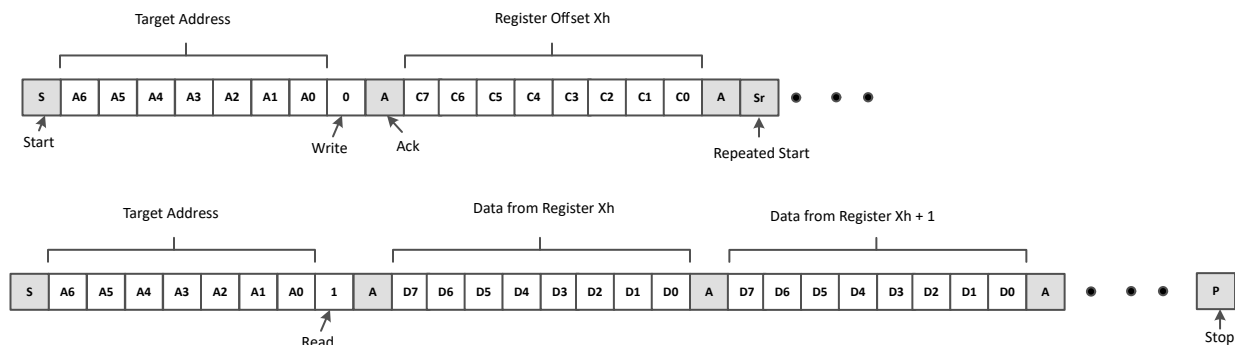 Target Address Register Offset Xh
S A6 A5 A4 A3 A2 A1 A0 0 A C7 C6 C5 C4 C3 C2 C1 C0 A Sr
Start Write Ack Repeated Start
Target Address Data from Register Xh Data from Register Xh + 1
S A6 A5 A4 A3 A2 A1 A0 1 A D7 D6 D5 D4 D3 D2 D1 D0 A D7 D6 D5 D4 D3 D2 D1 D0 A P
Read Stop